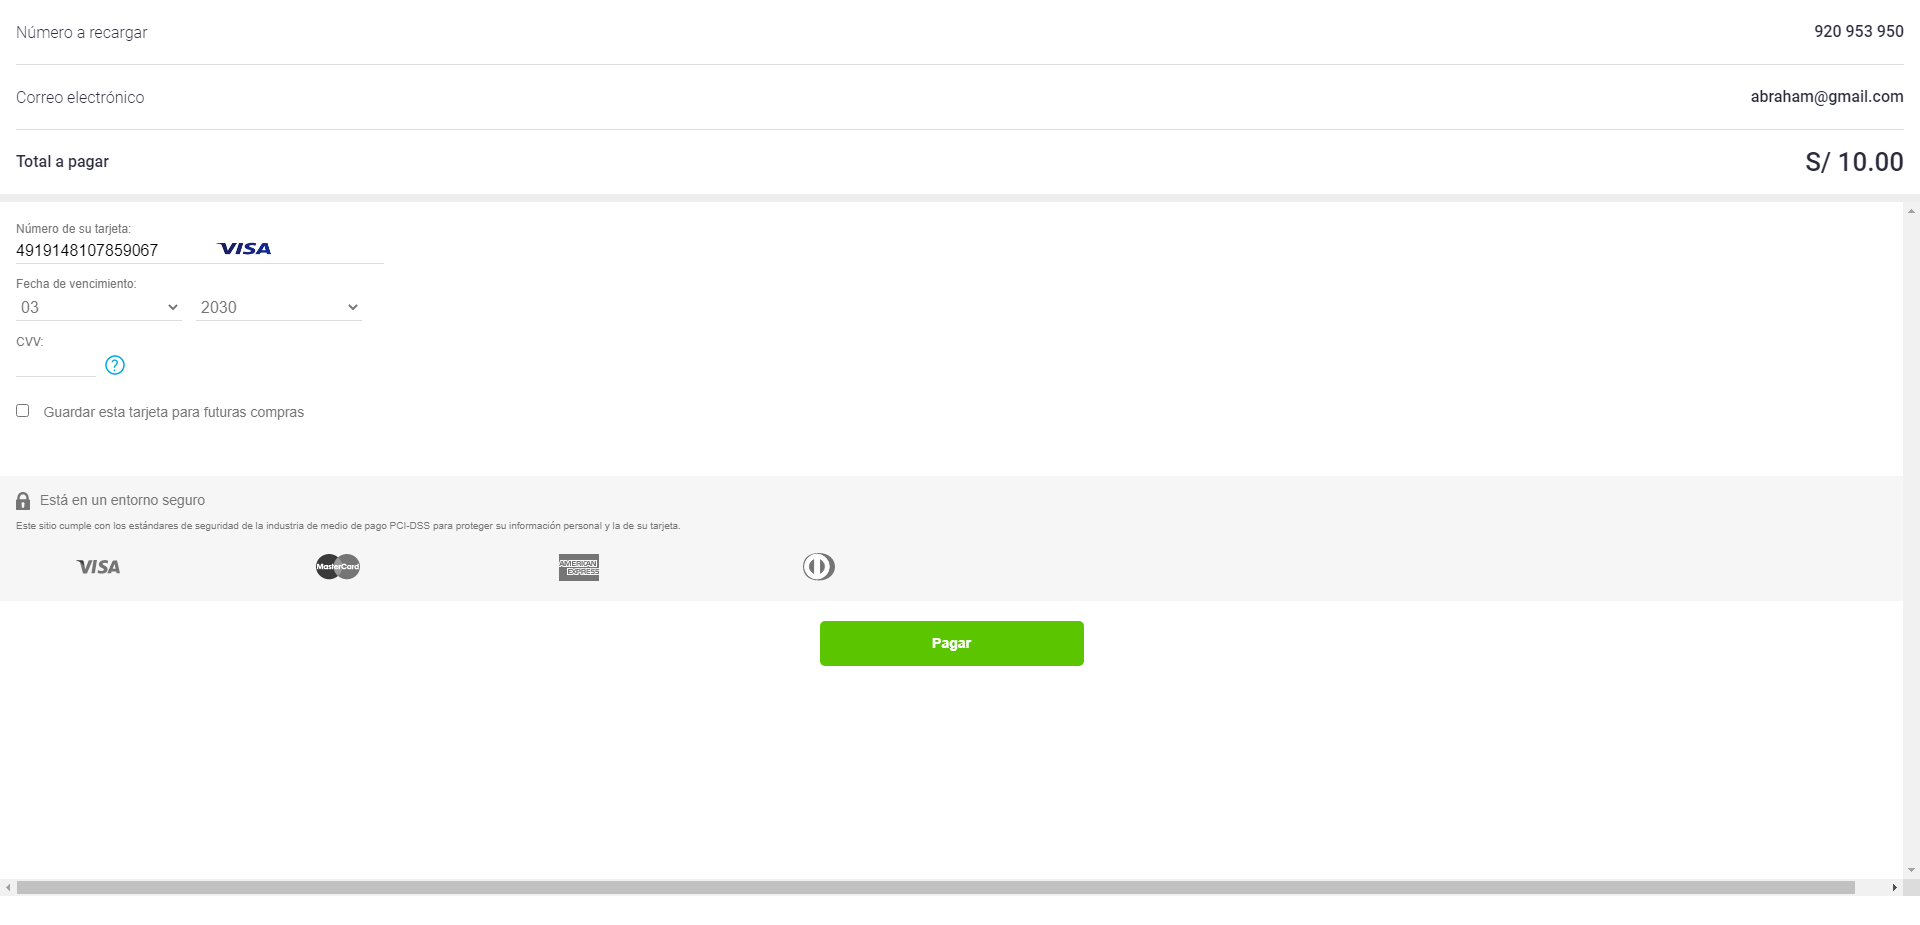 Número a recargar 920 953 950
Correo electrónico abraham@gmail.com
Total a pagar S/ 10.00
Número de su tarjeta:
4919148107859067 VISA
Fecha de vencimiento:
03 2030
CVV:
?
Guardar esta tarjeta para futuras compras
Está en un entorno seguro
Este sitio cumple con los estándares de seguridad de la industria de medio de pago PCI-DSS para proteger su información personal y la de su tarjeta.
VISA MasterCard AMERICAN EXPRESS
Pagar